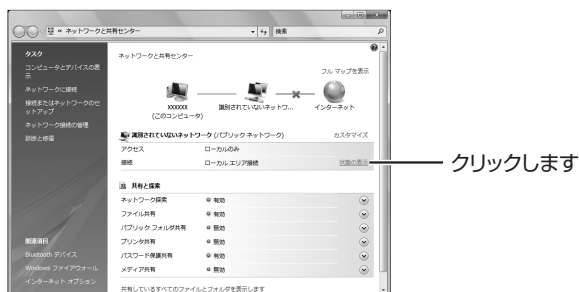 ネットワークと共有センター
検索
タスク
コンピュータとデバイスの表
示
ネットワークに接続
接続またはネットワークのセ
ットアップ
ネットワーク接続の管理
診断と修復
ネットワークと共有センター
フル マップを表示
XXXXXX
(このコンピュータ)
識別されていないネットワ...
インターネット
識別されていないネットワーク (パブリック ネットワーク)
カスタマイズ
アクセス
ローカルのみ
接続
ローカル エリア接続
状態の表示
クリックします
共有と探索
ネットワーク探索
有効
ファイル共有
有効
パブリック フォルダ共有
無効
プリンタ共有
無効
パスワード保護共有
有効
メディア共有
無効
共有しているすべてのファイルとフォルダを表示します
関連項目
Bluetooth デバイス
Windows ファイアウォール
インターネット オプション